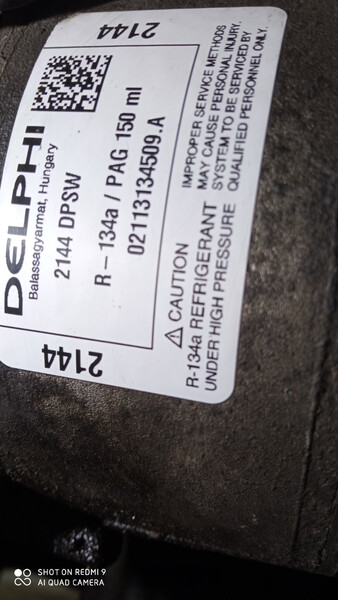 2144
2144
DELPHI
Balassagyarmat, Hungary
2144 DPSW
R-134a / PAG 150 ml
02113134509.A
⚠ CAUTION
R-134a REFRIGERANT
UNDER HIGH PRESSURE
IMPROPER SERVICE METHODS
MAY CAUSE PERSONAL INJURY.
SYSTEM TO BE SERVICED BY
QUALIFIED PERSONNEL ONLY.
SHOT ON REDMI 9
AI QUAD CAMERA